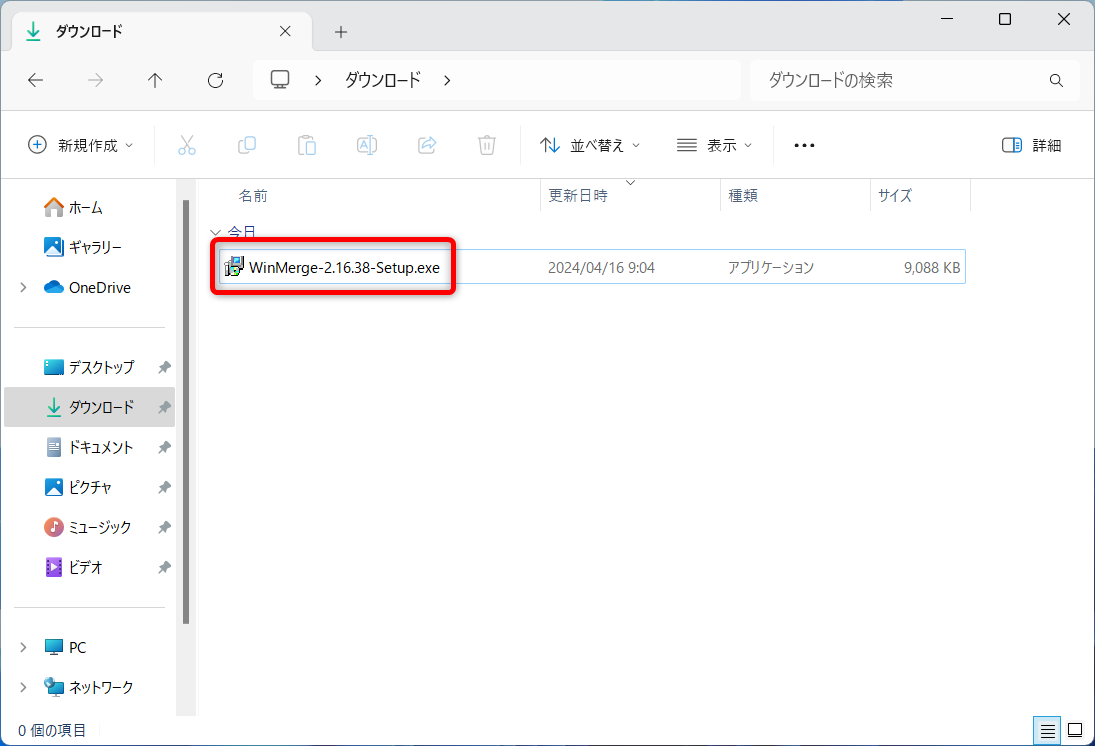 ダウンロード
ダウンロード
ダウンロードの検索
新規作成
並べ替え
表示
詳細
名前 更新日時 種類 サイズ
今日
WinMerge-2.16.38-Setup.exe 2024/04/16 9:04 アプリケーション 9,088 KB
ホーム
ギャラリー
OneDrive
デスクトップ
ダウンロード
ドキュメント
ピクチャ
ミュージック
ビデオ
PC
ネットワーク
0 個の項目